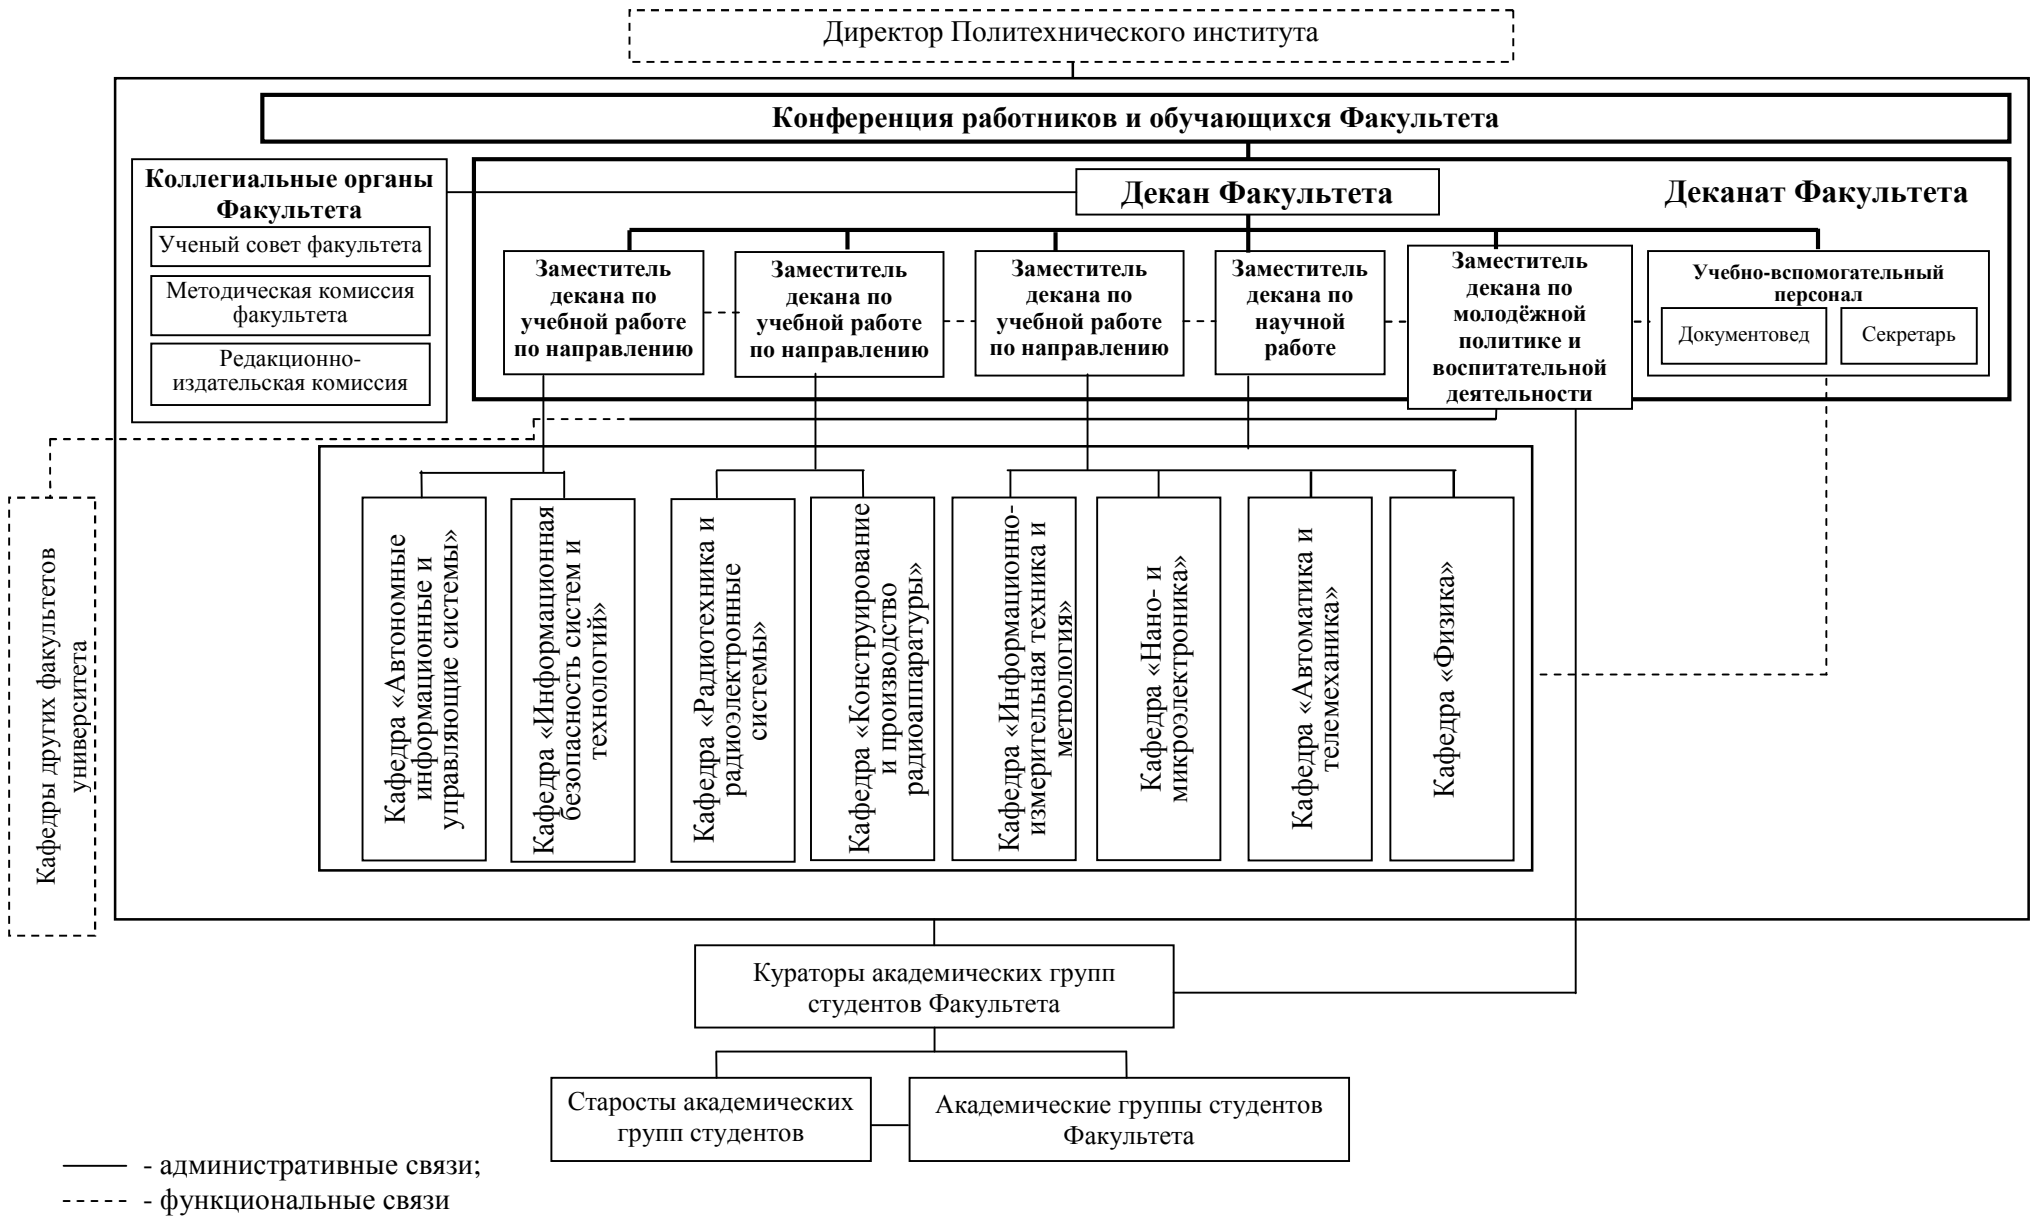 Директор Политехнического института
Конференция работников и обучающихся Факультета
Коллегиальные органы
Факультета
Ученый совет факультета
Методическая комиссия
факультета
Редакционно-
издательская комиссия
Декан Факультета
Деканат Факультета
Заместитель
декана по
учебной работе
по направлению
Заместитель
декана по
учебной работе
по направлению
Заместитель
декана по
учебной работе
по направлению
Заместитель
декана по
научной
работе
Заместитель
декана по
молодёжной
политике и
воспитательной
деятельности
Учебно-вспомогательный
персонал
Документовед
Секретарь
Кафедры других факультетов
университета
Кафедра «Автономные
информационные и
управляющие системы»
Кафедра «Информационная
безопасность систем и
технологий»
Кафедра «Радиотехника и
радиоэлектронные
системы»
Кафедра «Конструирование
и производство
радиоаппаратуры»
Кафедра «Информационно-
измерительная техника и
метрология»
Кафедра «Нано- и
микроэлектроника»
Кафедра «Автоматика и
телемеханика»
Кафедра «Физика»
Кураторы академических групп
студентов Факультета
Старосты академических
групп студентов
Академические группы студентов
Факультета
- административные связи;
- функциональные связи